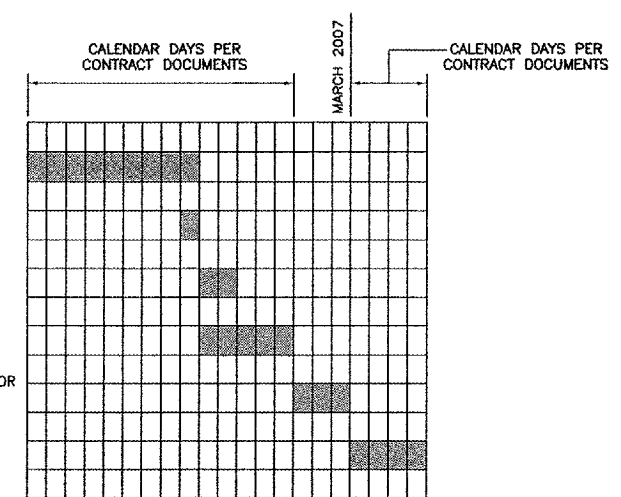 CALENDAR DAYS PER
CONTRACT DOCUMENTS
MARCH 2007
CALENDAR DAYS PER
CONTRACT DOCUMENTS
OR